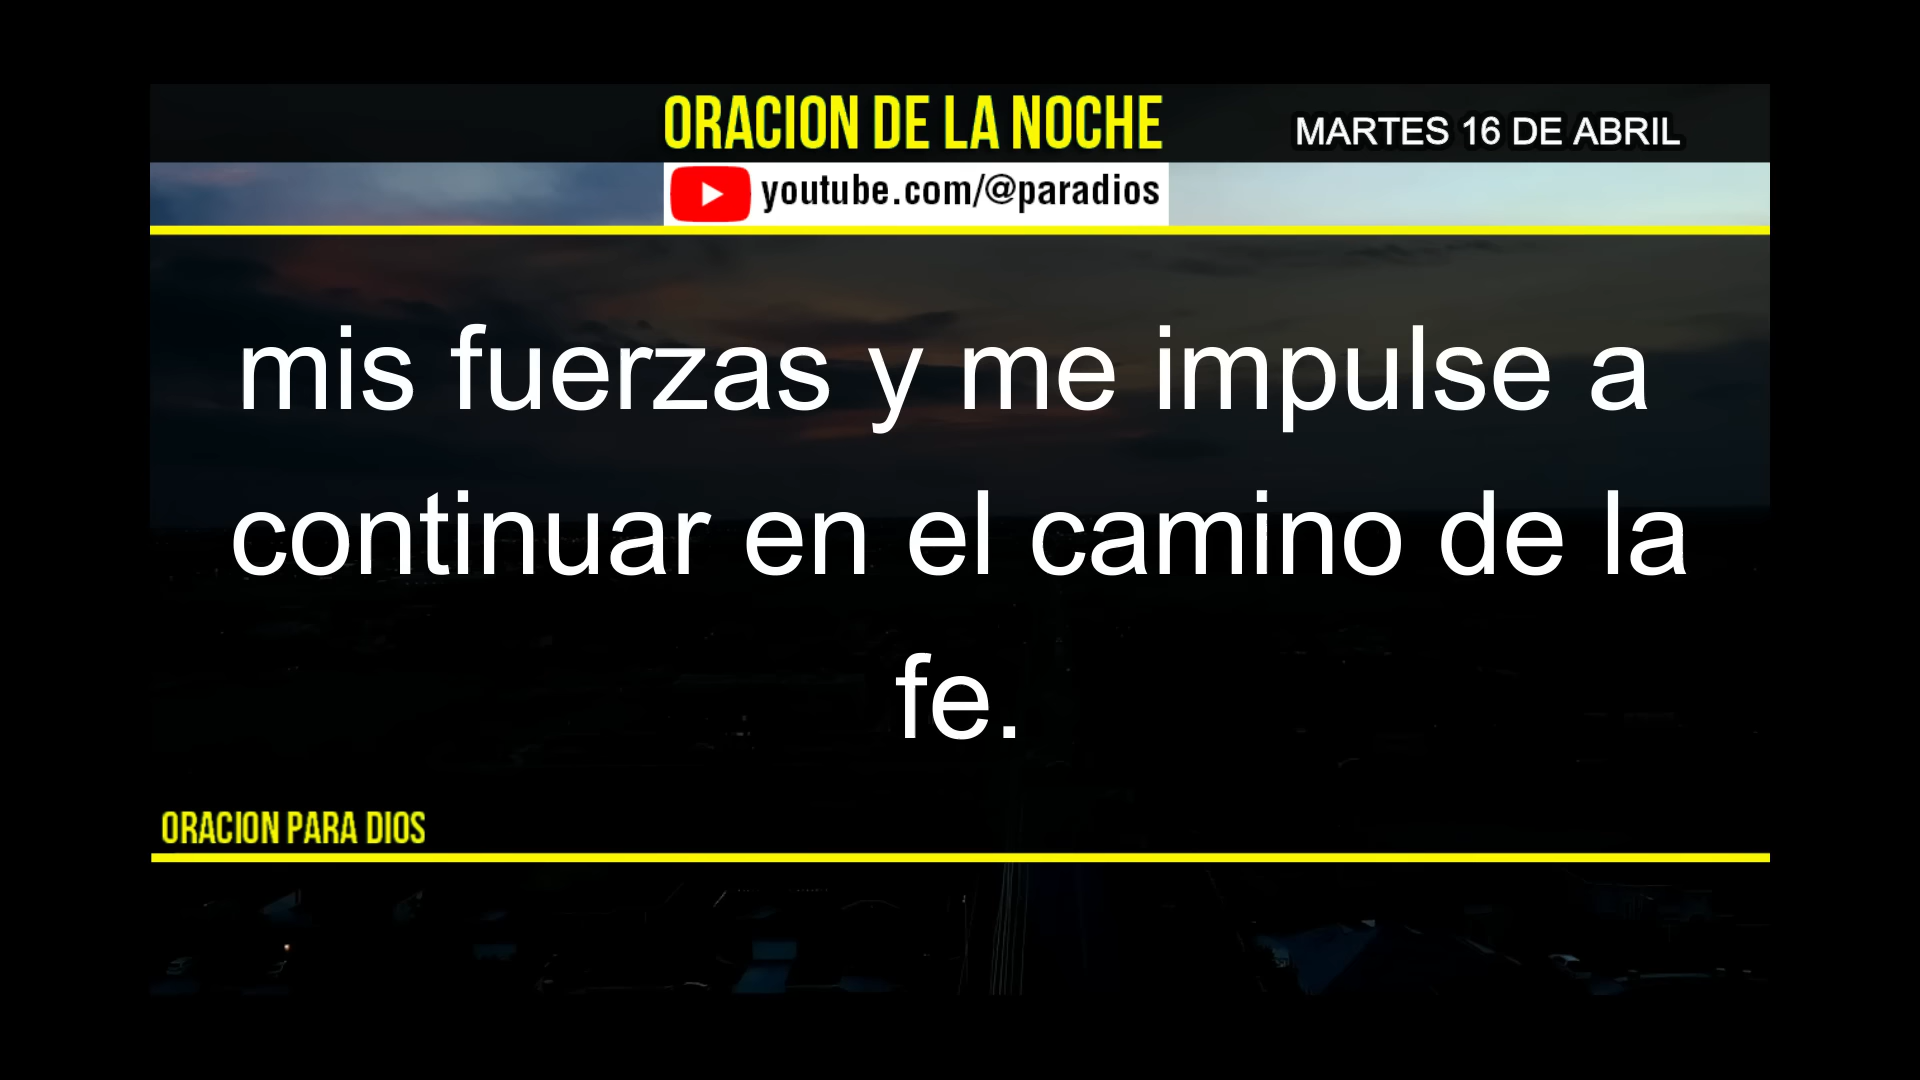 ORACION DE LA NOCHE
MARTES 16 DE ABRIL
youtube.com/@paradios
mis fuerzas y me impulse a
continuar en el camino de la
fe.
ORACION PARA DIOS